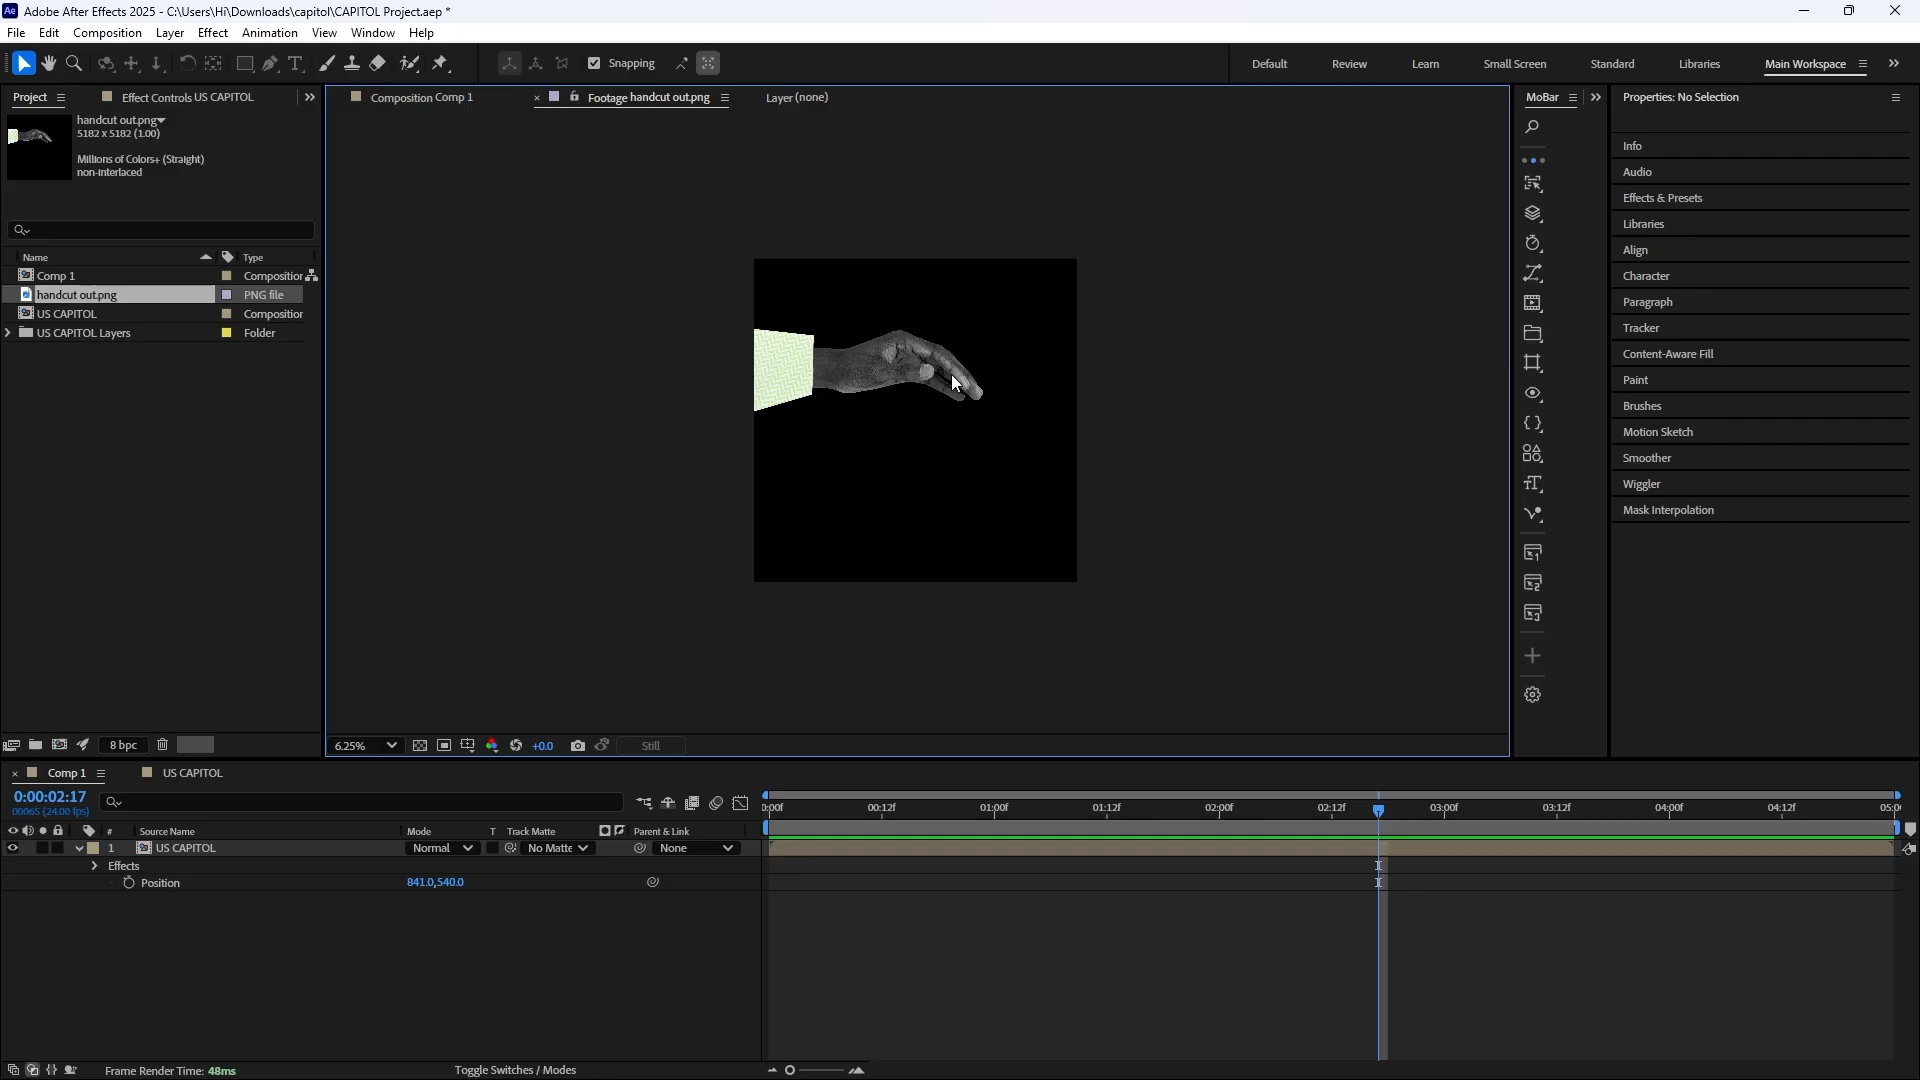 Ae Adobe After Effects 2025 - C:\Users\Hi\Downloads\capitol\CAPITOL Project.aep *
File Edit Composition Layer Effect Animation View Window Help
Snapping Default Review Learn Small Screen Standard Libraries Main Workspace
Project Effect Controls US CAPITOL Composition Comp 1 Footage handcut out.png Layer (none) MoBar Properties: No Selection
handcut out.png
5182 x 5182 (1.00)
Millions of Colors+ (Straight)
non-interlaced
Name Type
Comp 1 Composition
handcut out.png PNG file
US CAPITOL Composition
US CAPITOL Layers Folder
Info
Audio
Effects & Presets
Libraries
Align
Character
Paragraph
Tracker
Content-Aware Fill
Paint
Brushes
Motion Sketch
Smoother
Wiggler
Mask Interpolation
8 bpc 6.25% +0.0 Still
Comp 1 US CAPITOL
0:00:02:17
00065 (24.00 fps)
0:00f 00:12f 01:00f 01:12f 02:00f 02:12f 03:00f 03:12f 04:00f 04:12f 05:0
# Source Name Mode T Track Matte Parent & Link
1 US CAPITOL Normal No Matte None
Effects
Position 841.0,540.0
Frame Render Time: 48ms Toggle Switches / Modes